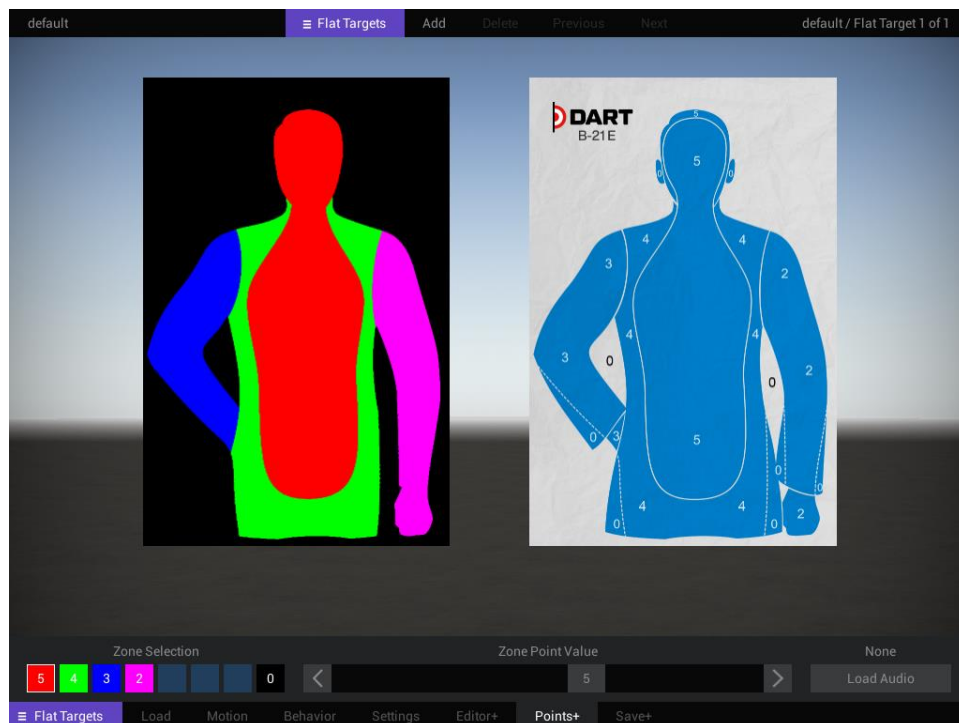 default
≡ Flat Targets Add Delete Previous Next
default / Flat Target 1 of 1
DART
B-21E
5
5
0 0
4 4
3 2
4 4
3 0 2
0
0 3 5
0 0
4 4 2
0 0
Zone Selection
5 4 3 2 0
Zone Point Value
< 5 >
None
Load Audio
≡ Flat Targets Load Motion Behavior Settings Editor+ Points+ Save+